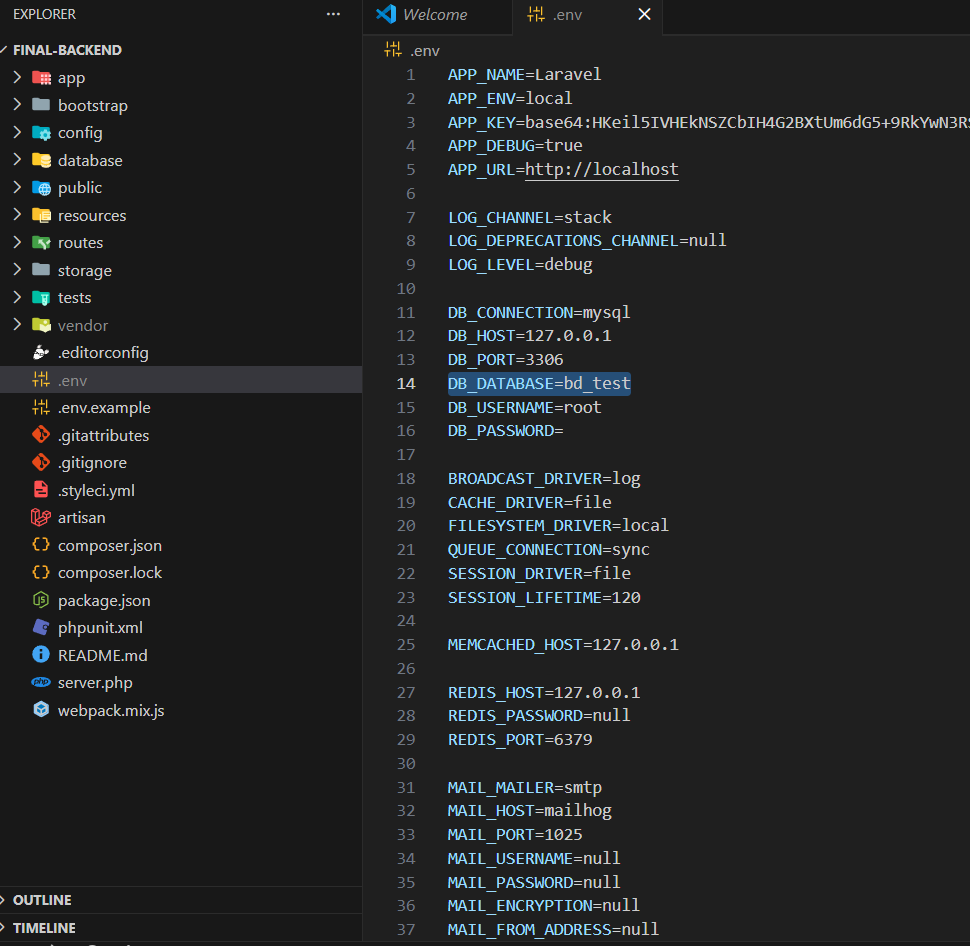 EXPLORER
FINAL-BACKEND
app
bootstrap
config
database
public
resources
routes
storage
tests
vendor
.editorconfig
.env
.env.example
.gitattributes
.gitignore
.styleci.yml
artisan
composer.json
composer.lock
package.json
phpunit.xml
README.md
server.php
webpack.mix.js
OUTLINE
TIMELINE
Welcome
.env
.env
1 APP_NAME=Laravel
2 APP_ENV=local
3 APP_KEY=base64:HKeil5IVHEkNSZCbIH4G2BXtUm6dG5+9RkYwN3RS
4 APP_DEBUG=true
5 APP_URL=http://localhost
6
7 LOG_CHANNEL=stack
8 LOG_DEPRECATIONS_CHANNEL=null
9 LOG_LEVEL=debug
10
11 DB_CONNECTION=mysql
12 DB_HOST=127.0.0.1
13 DB_PORT=3306
14 DB_DATABASE=bd_test
15 DB_USERNAME=root
16 DB_PASSWORD=
17
18 BROADCAST_DRIVER=log
19 CACHE_DRIVER=file
20 FILESYSTEM_DRIVER=local
21 QUEUE_CONNECTION=sync
22 SESSION_DRIVER=file
23 SESSION_LIFETIME=120
24
25 MEMCACHED_HOST=127.0.0.1
26
27 REDIS_HOST=127.0.0.1
28 REDIS_PASSWORD=null
29 REDIS_PORT=6379
30
31 MAIL_MAILER=smtp
32 MAIL_HOST=mailhog
33 MAIL_PORT=1025
34 MAIL_USERNAME=null
35 MAIL_PASSWORD=null
36 MAIL_ENCRYPTION=null
37 MAIL_FROM_ADDRESS=null